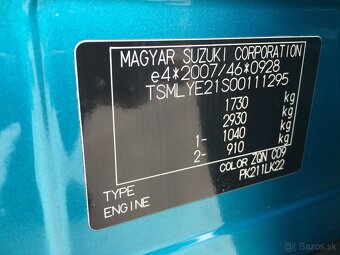 MAGYAR SUZUKI CORPORATION
e4*2007/46*0928
TSMLYE21S00111295
1730 kg
2930 kg
1- 1040 kg
2- 910 kg
COLOR ZQN C09
TYPE PK211LK22
ENGINE
Bazos.sk